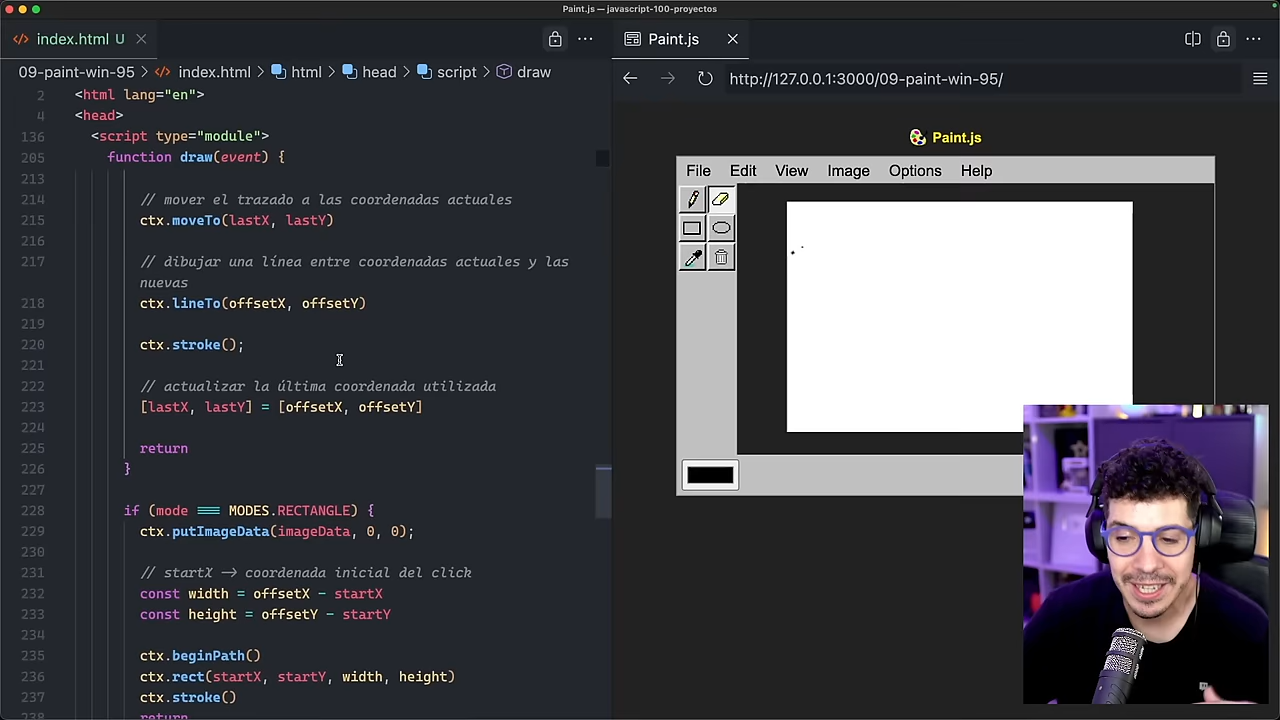 Paint.js — javascript-100-proyectos
index.html U
Paint.js
09-paint-win-95 > index.html > html > head > script > draw
http://127.0.0.1:3000/09-paint-win-95/
2 <html lang="en">
4 <head>
136 <script type="module">
205 function draw(event) {
213
214 // mover el trazado a las coordenadas actuales
215 ctx.moveTo(lastX, lastY)
216
217 // dibujar una línea entre coordenadas actuales y las
nuevas
218 ctx.lineTo(offsetX, offsetY)
219
220 ctx.stroke();
221
222 // actualizar la última coordenada utilizada
223 [lastX, lastY] = [offsetX, offsetY]
224
225 return
226 }
227
228 if (mode === MODES.RECTANGLE) {
229 ctx.putImageData(imageData, 0, 0);
230
231 // startX -> coordenada inicial del click
232 const width = offsetX - startX
233 const height = offsetY - startY
234
235 ctx.beginPath()
236 ctx.rect(startX, startY, width, height)
237 ctx.stroke()
238 return
Paint.js
File Edit View Image Options Help